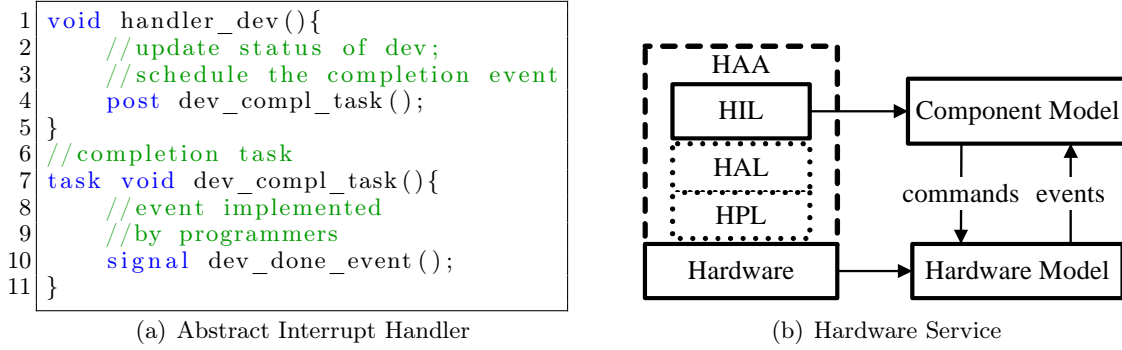 1 void handler_dev(){
2 //update status of dev;
3 //schedule the completion event
4 post dev_compl_task();
5 }
6 //completion task
7 task void dev_compl_task(){
8 //event implemented
9 //by programmers
10 signal dev_done_event();
11 }
(a) Abstract Interrupt Handler
HAA
HIL
HAL
HPL
Hardware
Component Model
commands events
Hardware Model
(b) Hardware Service